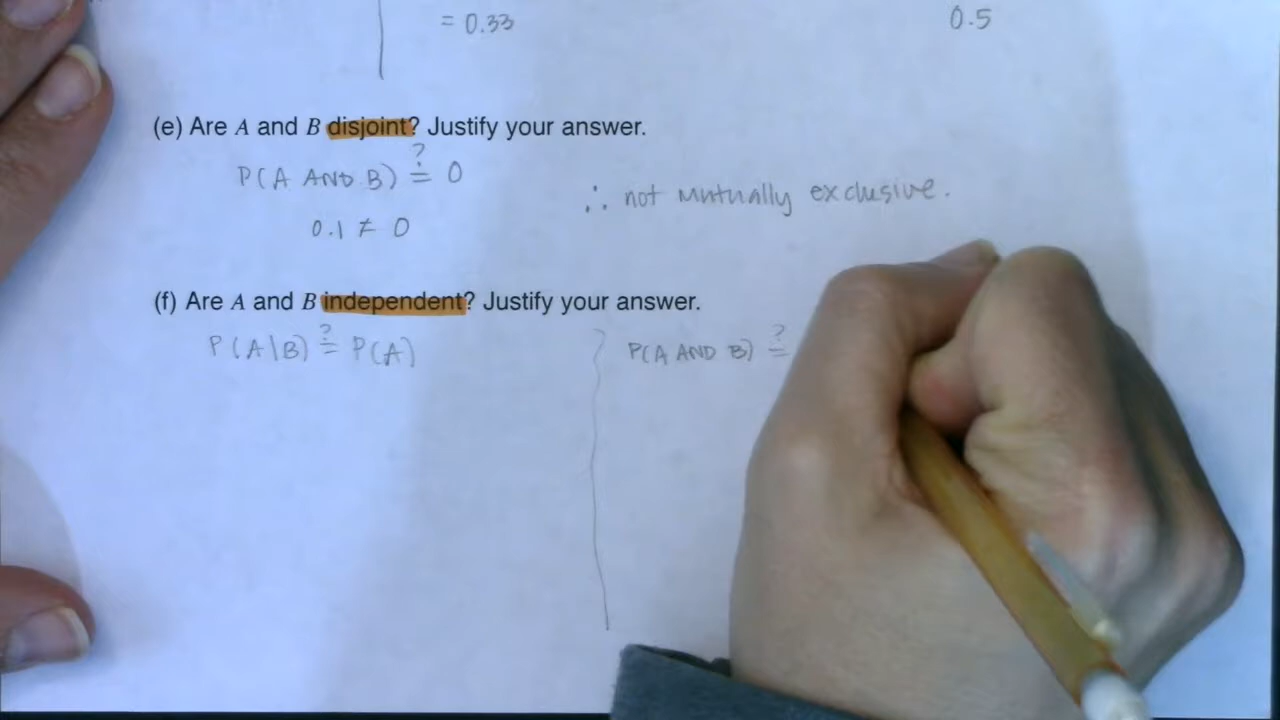 = 0.33
0.5
(e) Are A and B disjoint? Justify your answer.
P(A AND B) ≟ 0
∴ not mutually exclusive.
0.1 ≠ 0
(f) Are A and B independent? Justify your answer.
P(A|B) ≟ P(A)
P(A AND B) ≟